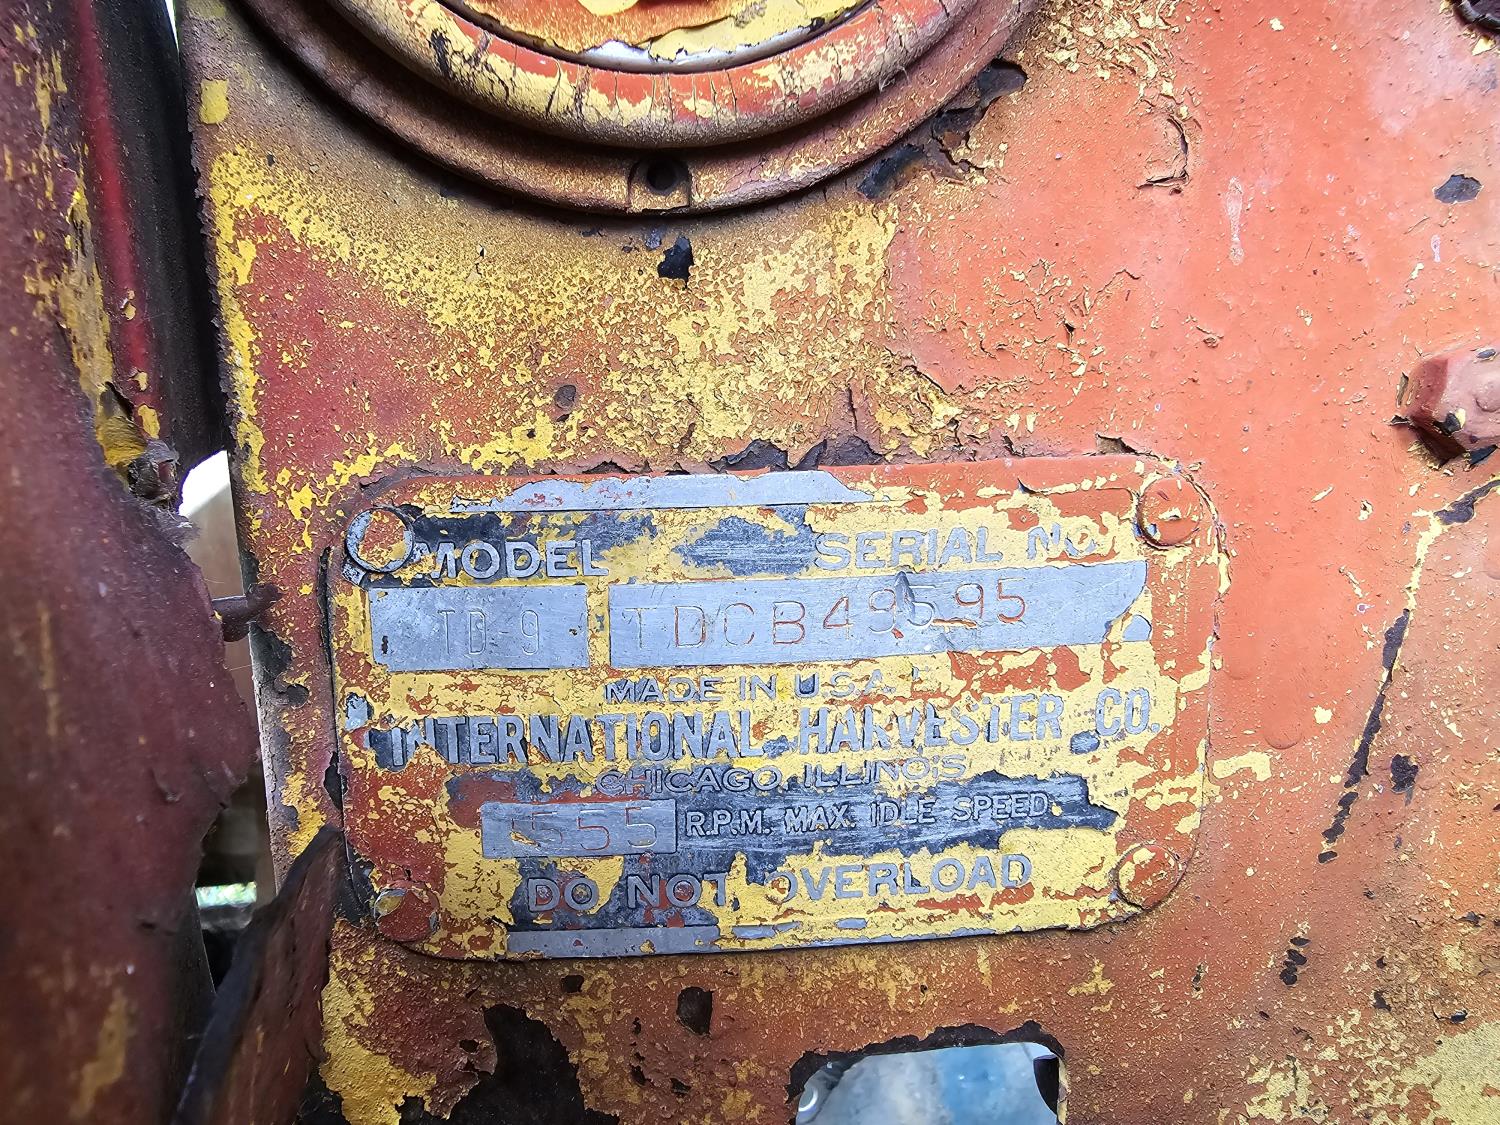 MODEL SERIAL NO.
TD-9 TDCB49595
MADE IN U.S.A.
INTERNATIONAL HARVESTER CO.
CHICAGO, ILLINOIS
1555 R.P.M. MAX. IDLE SPEED
DO NOT OVERLOAD